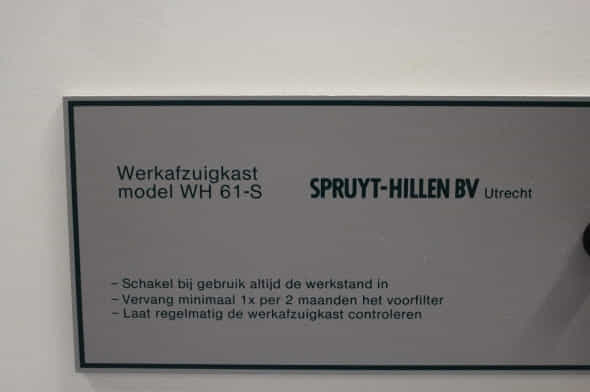 Werkafzuigkast
model WH 61-S
SPRUYT-HILLEN BV Utrecht
– Schakel bij gebruik altijd de werkstand in
– Vervang minimaal 1x per 2 maanden het voorfilter
– Laat regelmatig de werkafzuigkast controleren